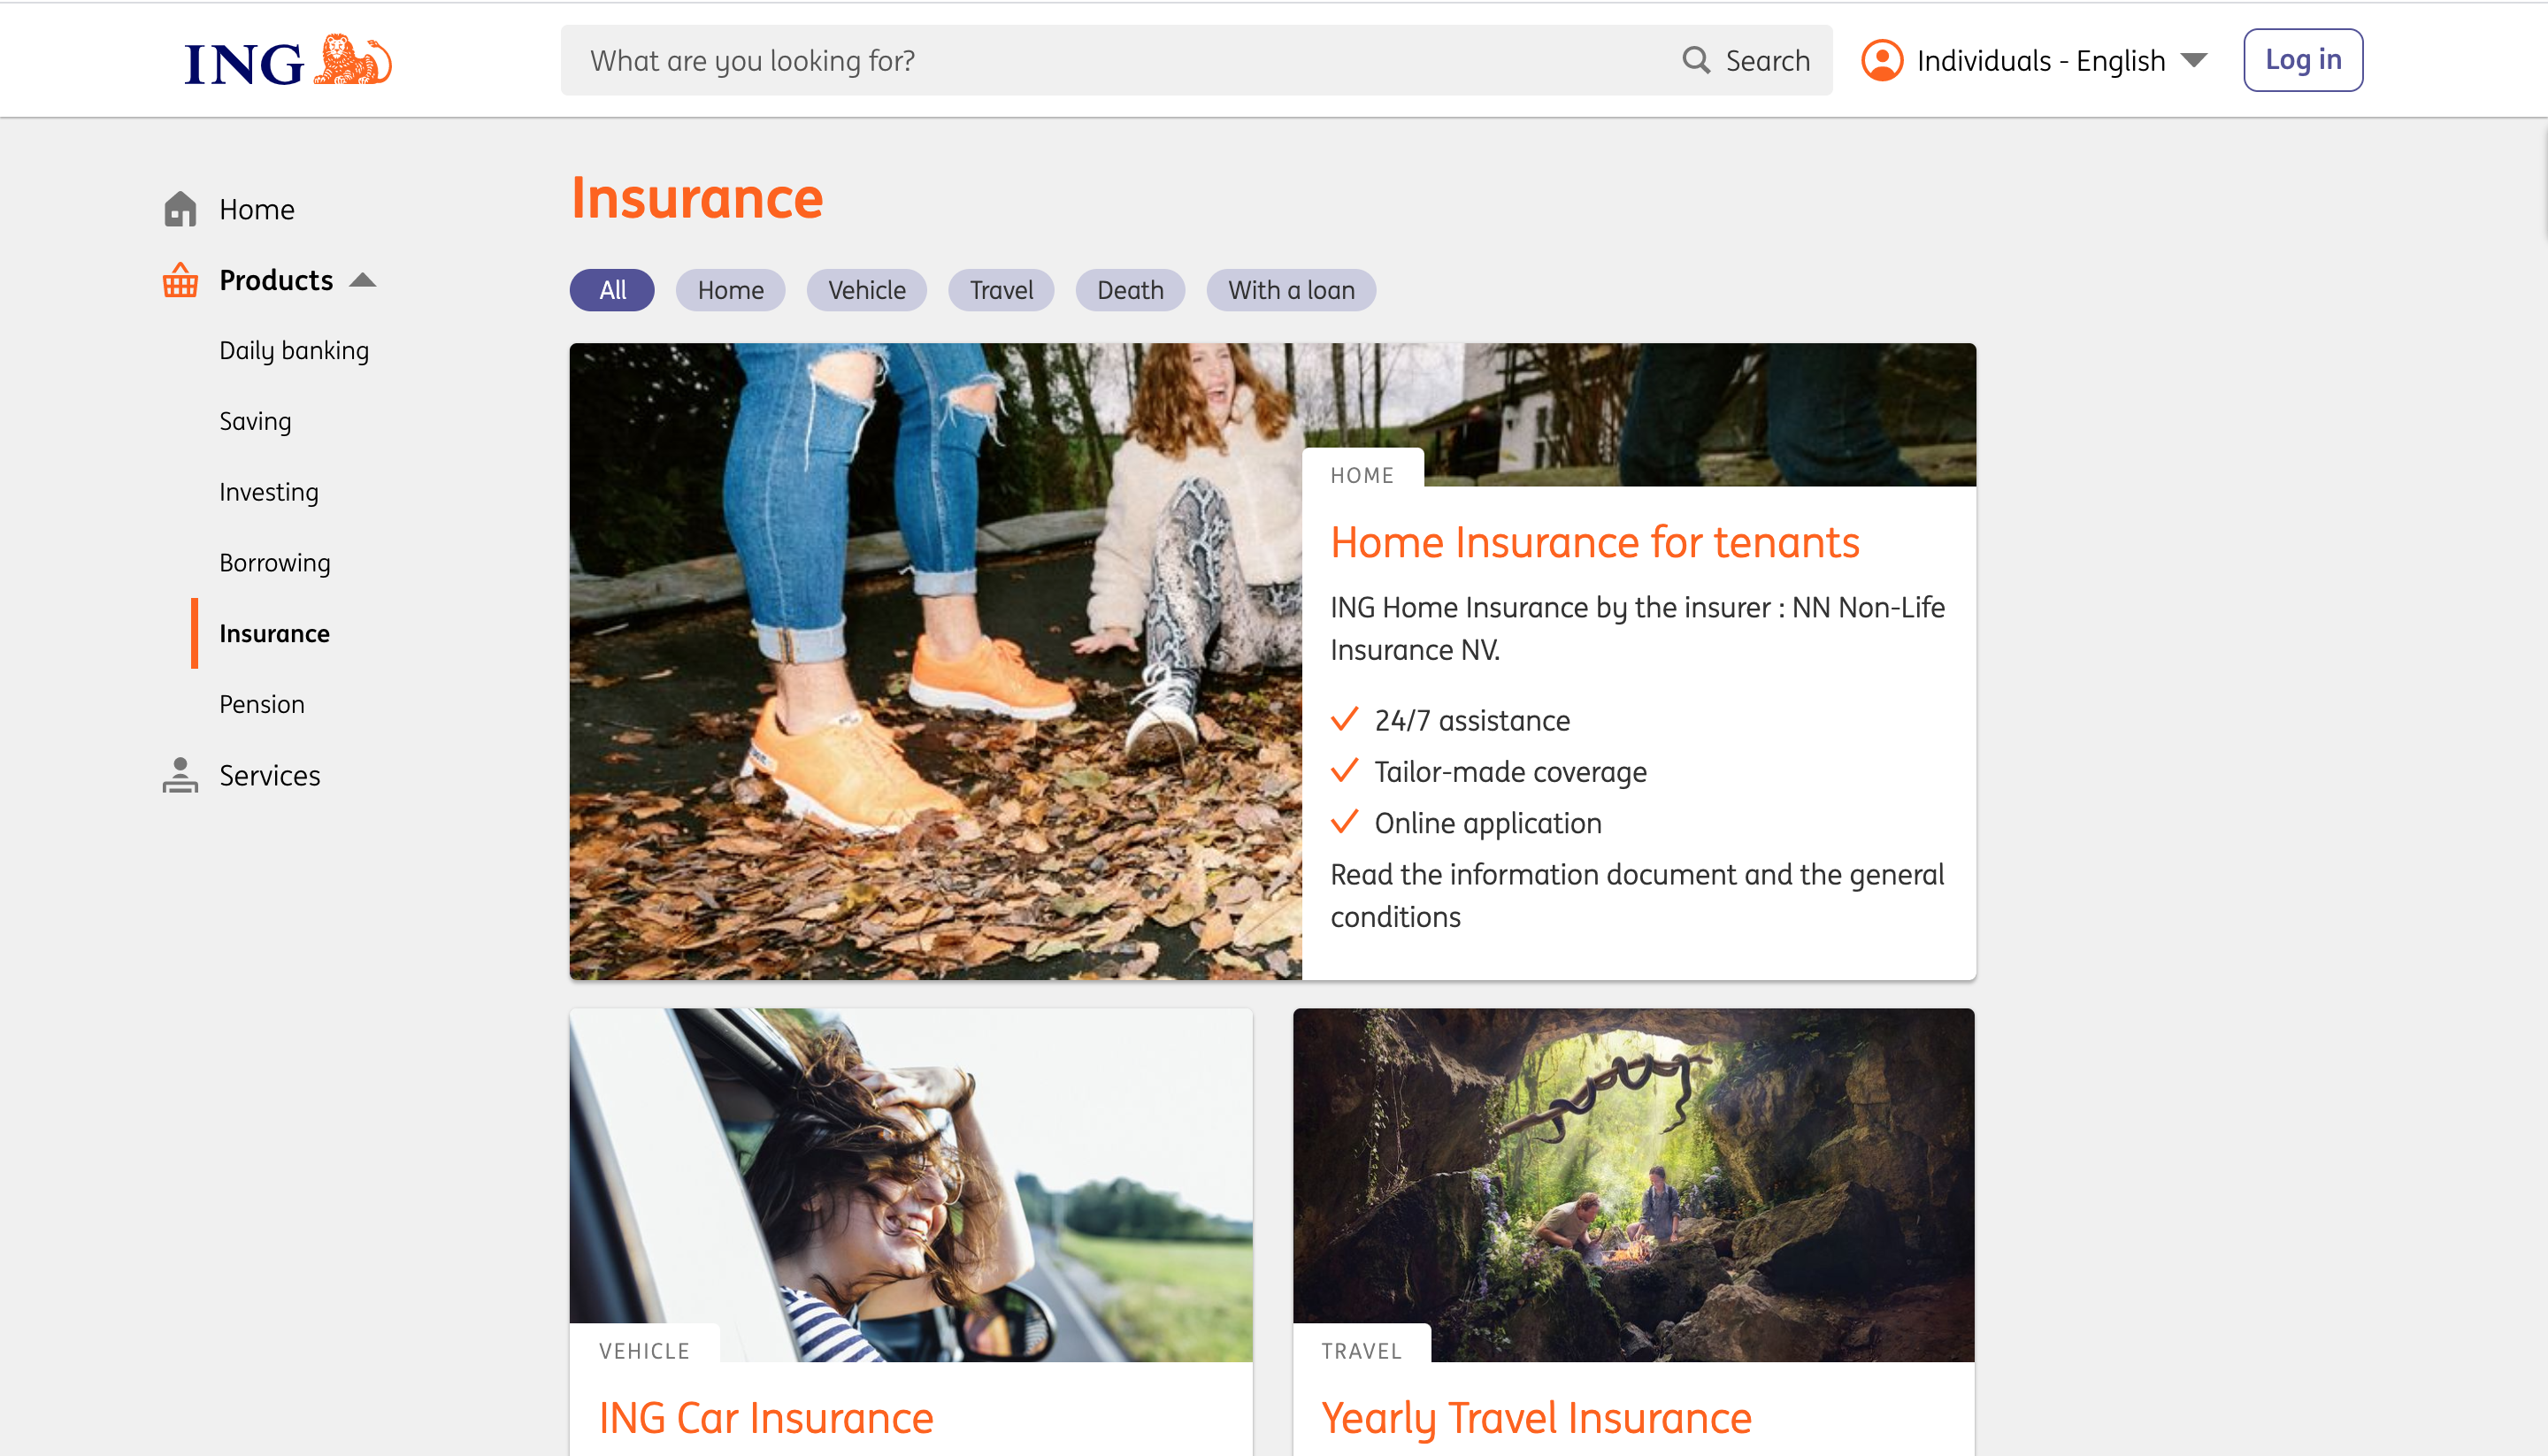 ING
What are you looking for?
Search
Individuals - English
Log in
Home
Products
Daily banking
Saving
Investing
Borrowing
Insurance
Pension
Services
Insurance
All
Home
Vehicle
Travel
Death
With a loan
HOME
Home Insurance for tenants
ING Home Insurance by the insurer : NN Non-Life
Insurance NV.
24/7 assistance
Tailor-made coverage
Online application
Read the information document and the general
conditions
VEHICLE
ING Car Insurance
TRAVEL
Yearly Travel Insurance